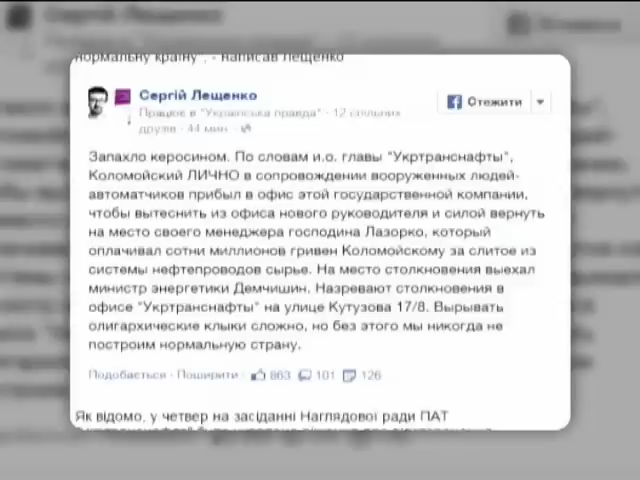 нормальну країну", - написав Лещенко
Сергій Лещенко
Працює в "Українська правда" · 12 спільних
друзів · 44 мин ·
Стежити
Запахло керосином. По словам и.о. главы "Укртранснафты",
Коломойский ЛИЧНО в сопровождении вооруженных людей-
автоматчиков прибыл в офис этой государственной компании,
чтобы вытеснить из офиса нового руководителя и силой вернуть
на место своего менеджера господина Лазорко, который
оплачивал сотни миллионов гривен Коломойскому за слитое из
системы нефтепроводов сырье. На место столкновения выехал
министр энергетики Демчишин. Назревают столкновения в
офисе "Укртранснафты" на улице Кутузова 17/8. Вырывать
олигархические клыки сложно, но без этого мы никогда не
построим нормальную страну.
Подобається · Поширити · 863 101 126
Як відомо, у четвер на засіданні Наглядової ради ПАТ